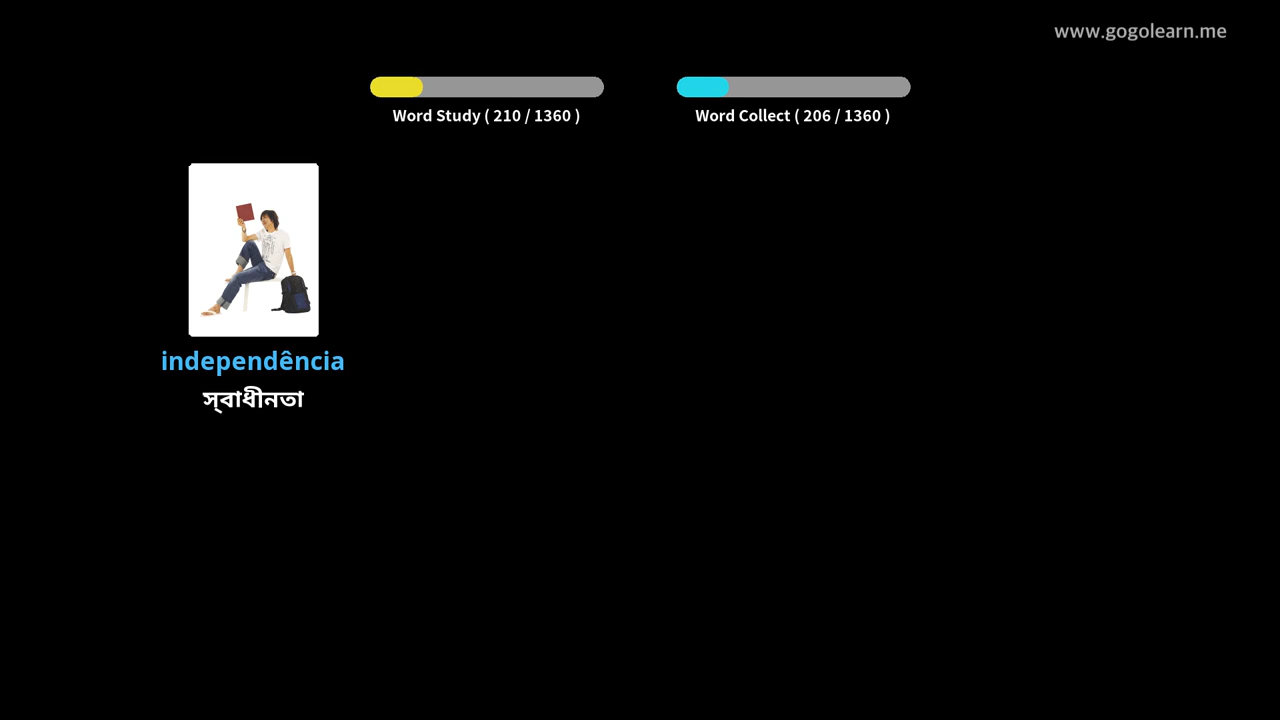 www.gogolearn.me
Word Study ( 210 / 1360 )
Word Collect ( 206 / 1360 )
independência
স্বাধীনতা